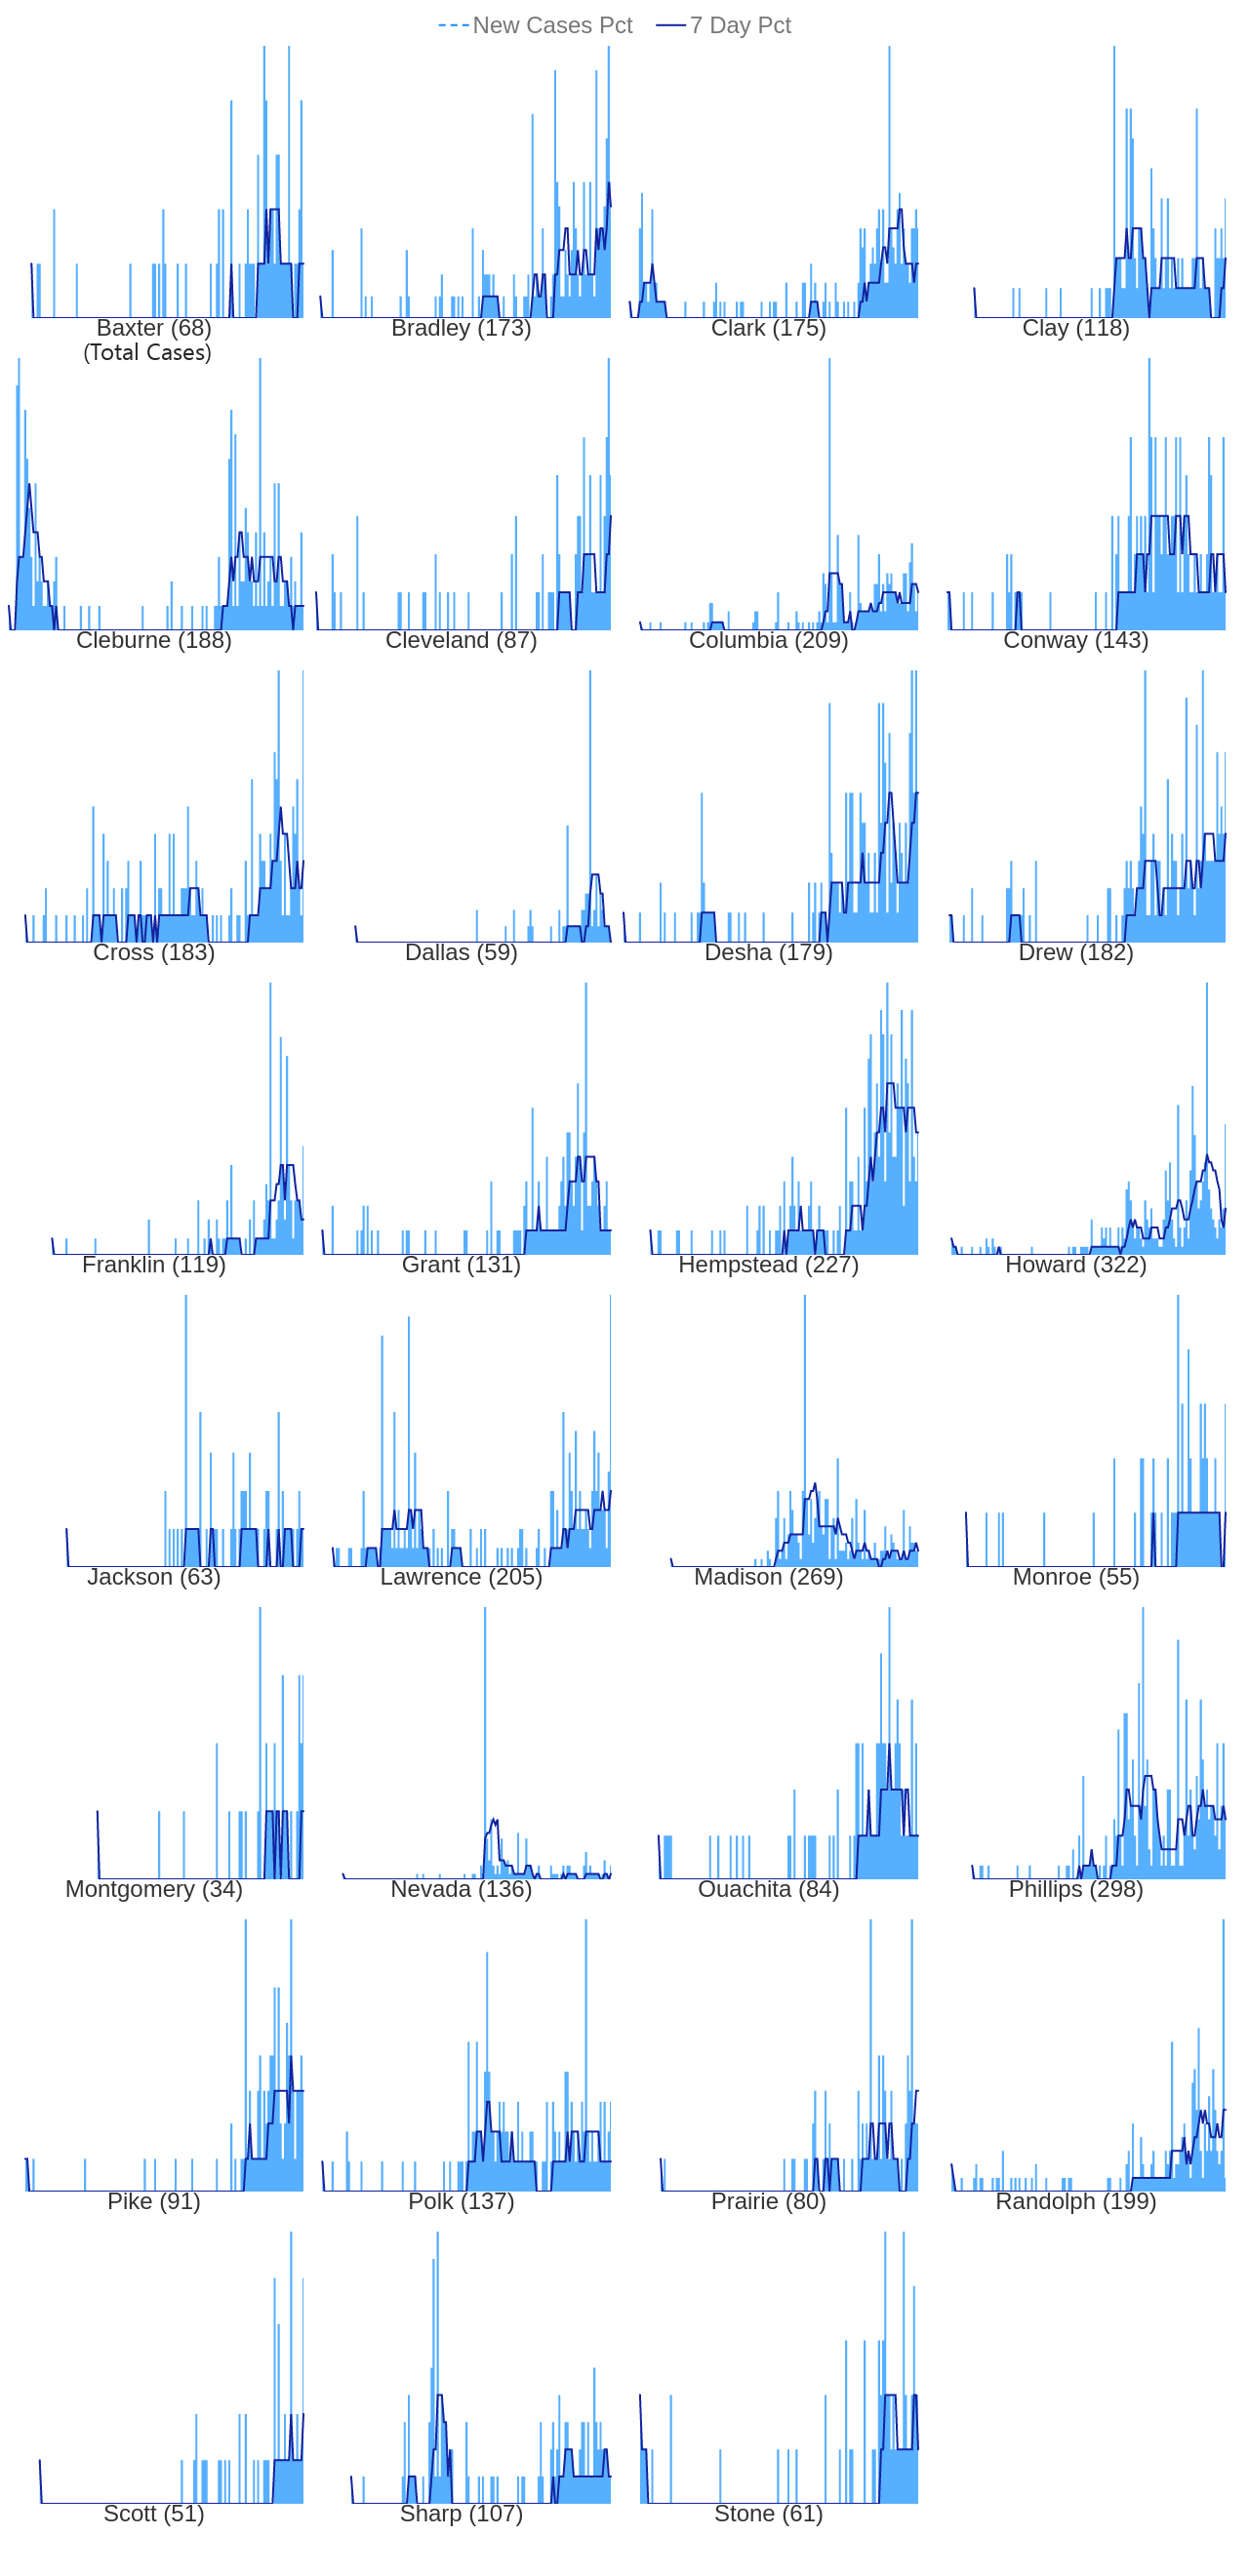 New Cases Pct 7 Day Pct
Baxter (68) Bradley (173) Clark (175) Clay (118)
(Total Cases)
Cleburne (188) Cleveland (87) Columbia (209) Conway (143)
Cross (183) Dallas (59) Desha (179) Drew (182)
Franklin (119) Grant (131) Hempstead (227) Howard (322)
Jackson (63) Lawrence (205) Madison (269) Monroe (55)
Montgomery (34) Nevada (136) Ouachita (84) Phillips (298)
Pike (91) Polk (137) Prairie (80) Randolph (199)
Scott (51) Sharp (107) Stone (61)